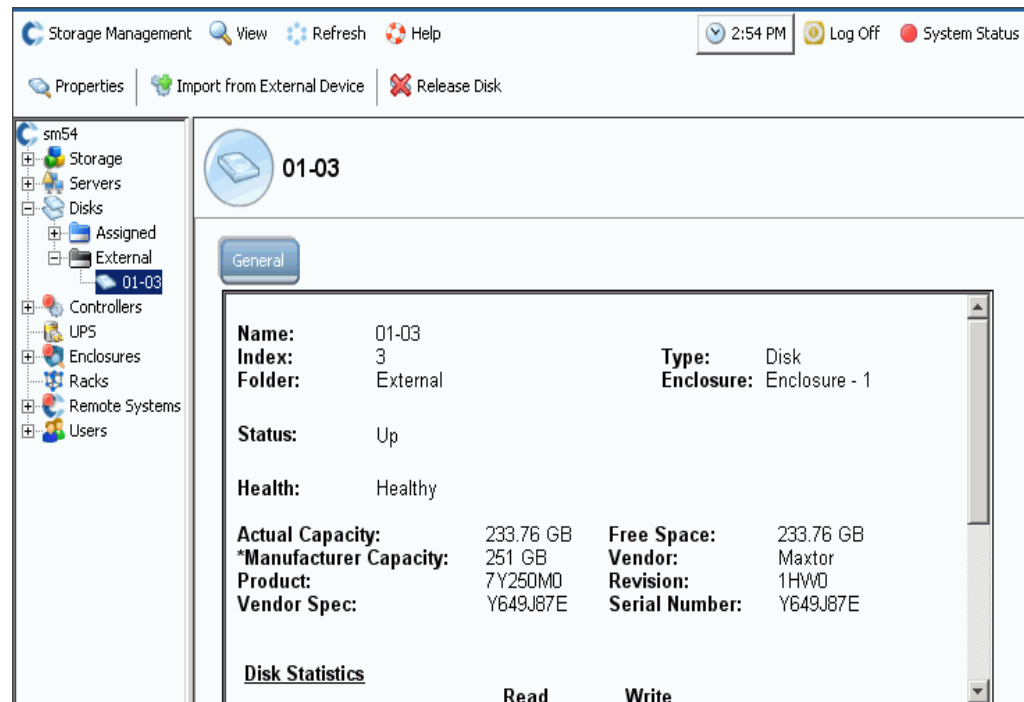 Storage Management View Refresh Help 2:54 PM Log Off System Status
Properties Import from External Device Release Disk
sm54
Storage
Servers
Disks
Assigned
External
01-03
Controllers
UPS
Enclosures
Racks
Remote Systems
Users
01-03
General
Name: 01-03
Index: 3 Type: Disk
Folder: External Enclosure: Enclosure - 1
Status: Up
Health: Healthy
Actual Capacity: 233.76 GB Free Space: 233.76 GB
*Manufacturer Capacity: 251 GB Vendor: Maxtor
Product: 7Y250M0 Revision: 1HW0
Vendor Spec: Y649J87E Serial Number: Y649J87E
Disk Statistics
Read Write